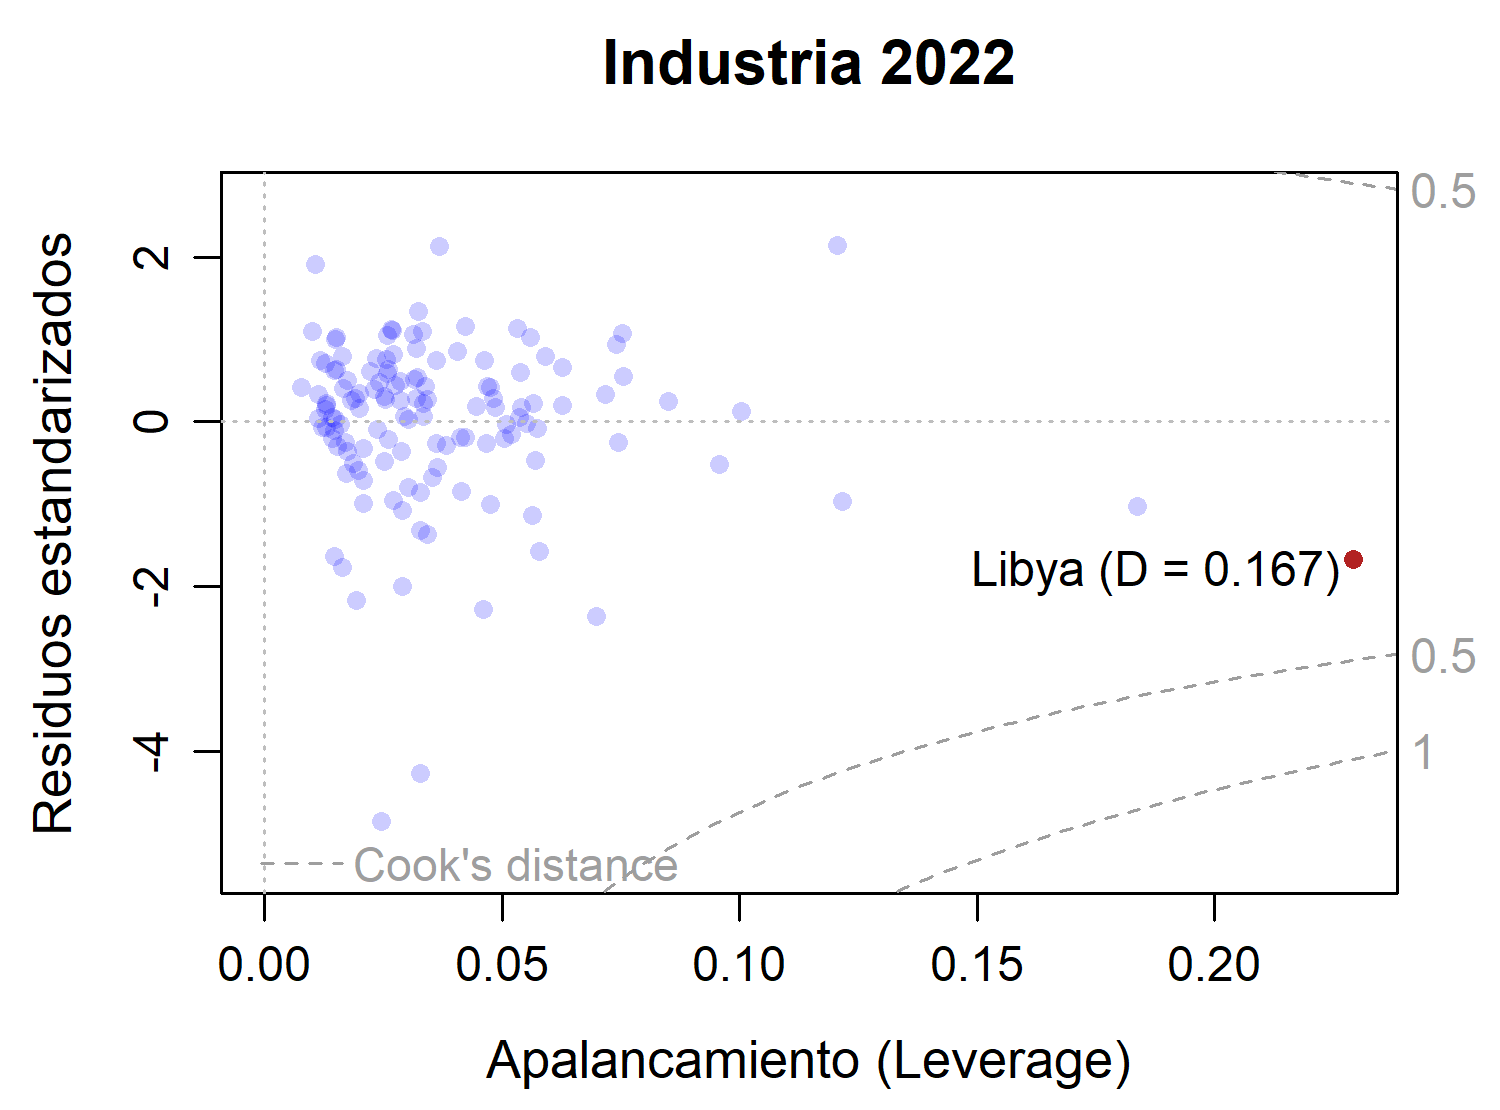 Industria 2022
Residuos estandarizados
2
0
-2
-4
0.5
0.5
1
Libya (D = 0.167)
Cook's distance
0.00
0.05
0.10
0.15
0.20
Apalancamiento (Leverage)